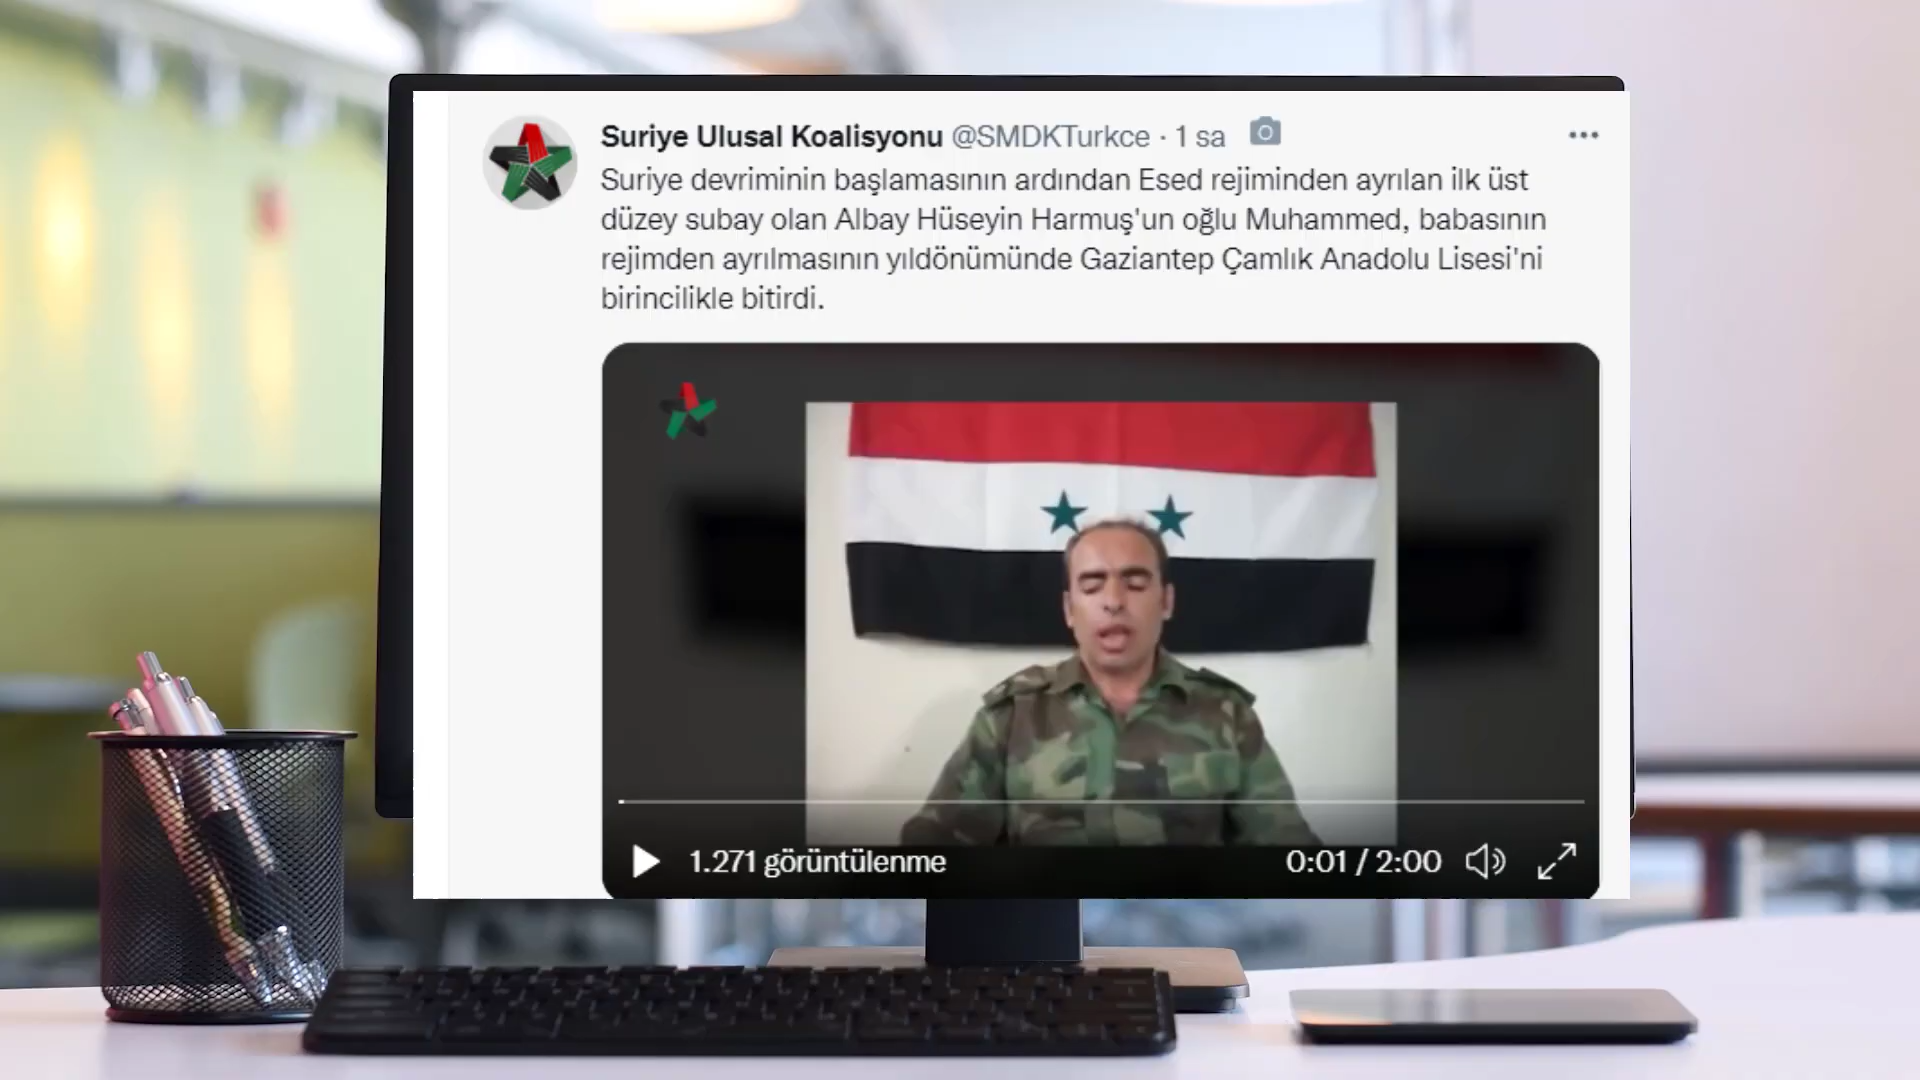 Suriye Ulusal Koalisyonu @SMDKTurkce · 1 sa
Suriye devriminin başlamasının ardından Esed rejiminden ayrılan ilk üst
düzey subay olan Albay Hüseyin Harmuş'un oğlu Muhammed, babasının
rejimden ayrılmasının yıldönümünde Gaziantep Çamlık Anadolu Lisesi'ni
birincilikle bitirdi.
1.271 görüntülenme
0:01 / 2:00